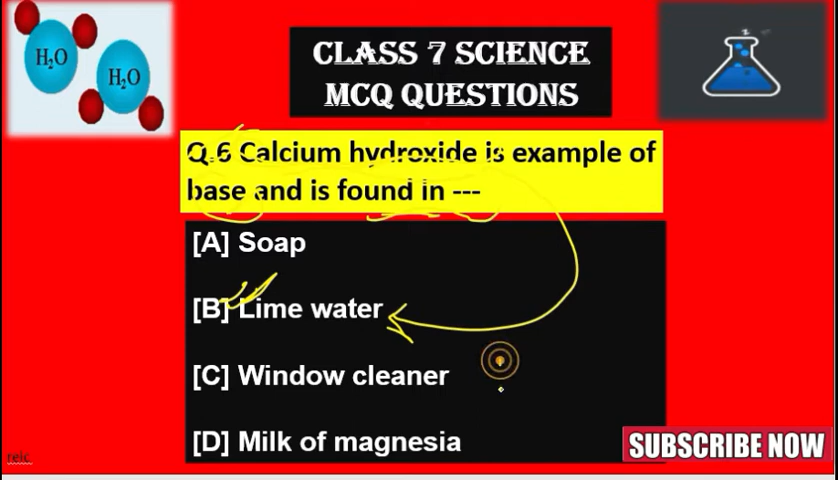 H₂O
H₂O
CLASS 7 SCIENCE
MCQ QUESTIONS
Q.6 Calcium hydroxide is example of
base and is found in ---
[A] Soap
[B] Lime water
[C] Window cleaner
[D] Milk of magnesia
SUBSCRIBE NOW